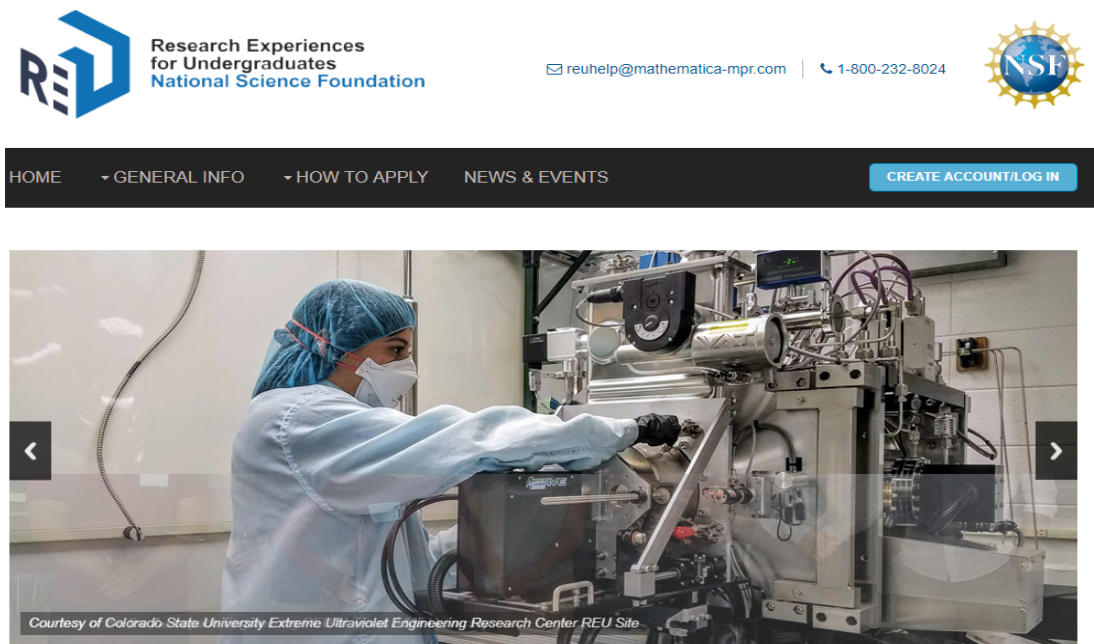 REU
Research Experiences
for Undergraduates
National Science Foundation
reuhelp@mathematica-mpr.com
1-800-232-8024
NSF
HOME
GENERAL INFO
HOW TO APPLY
NEWS & EVENTS
CREATE ACCOUNT/LOG IN
VAT
Courtesy of Colorado State University Extreme Ultraviolet Engineering Research Center REU Site